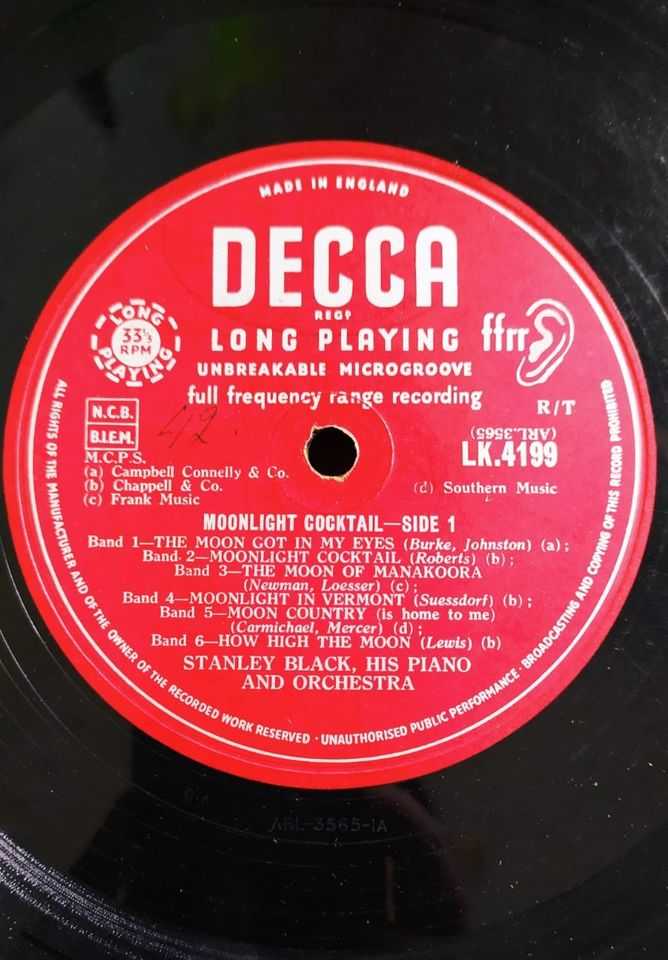 MADE IN ENGLAND
DECCA
REGD
LONG PLAYING
UNBREAKABLE MICROGROOVE
full frequency range recording
ffrr
LONG PLAYING
33⅓
RPM
R/T
N.C.B.
B.I.E.M.
42
(ARL.3565)
LK.4199
M.C.P.S.
(a) Campbell Connelly & Co.
(b) Chappell & Co.
(c) Frank Music
(d) Southern Music
MOONLIGHT COCKTAIL—SIDE 1
Band 1—THE MOON GOT IN MY EYES (Burke, Johnston) (a);
Band 2—MOONLIGHT COCKTAIL (Roberts) (b);
Band 3—THE MOON OF MANAKOORA
(Newman, Loesser) (c);
Band 4—MOONLIGHT IN VERMONT (Suessdorf) (b);
Band 5—MOON COUNTRY (is home to me)
(Carmichael, Mercer) (d);
Band 6—HOW HIGH THE MOON (Lewis) (b)
STANLEY BLACK, HIS PIANO
AND ORCHESTRA
ALL RIGHTS OF THE MANUFACTURER AND OF THE OWNER OF THE RECORDED WORK RESERVED · UNAUTHORISED PUBLIC PERFORMANCE · BROADCASTING AND COPYING OF THIS RECORD PROHIBITED
ARL-3565-1A